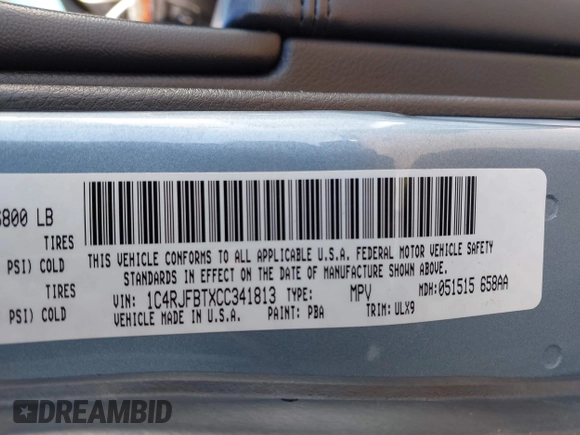 6800 LB
TIRES
PSI) COLD
TIRES
PSI) COLD
THIS VEHICLE CONFORMS TO ALL APPLICABLE U.S.A. FEDERAL MOTOR VEHICLE SAFETY
STANDARDS IN EFFECT ON THE DATE OF MANUFACTURE SHOWN ABOVE.
VIN: 1C4RJFBTXCC341813 TYPE: MPV MDH: 051515 658AA
VEHICLE MADE IN U.S.A. PAINT: PBA TRIM: ULX9
DREAMBID